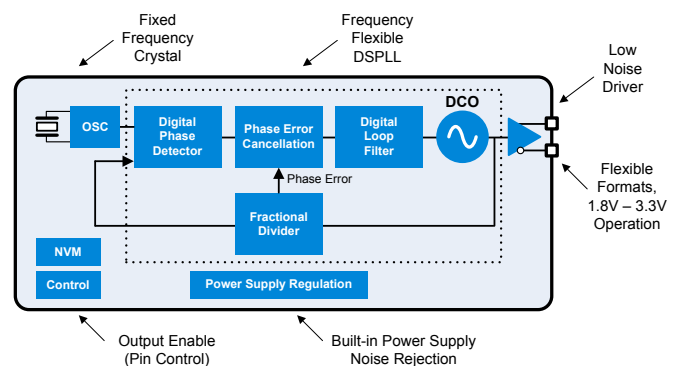 Fixed
Frequency
Crystal
Frequency
Flexible
DSPLL
Low
Noise
Driver
OSC
Digital
Phase
Detector
Phase Error
Cancellation
Digital
Loop
Filter
DCO
Phase Error
Fractional
Divider
Flexible
Formats,
1.8V – 3.3V
Operation
NVM
Control
Power Supply Regulation
Output Enable
(Pin Control)
Built-in Power Supply
Noise Rejection